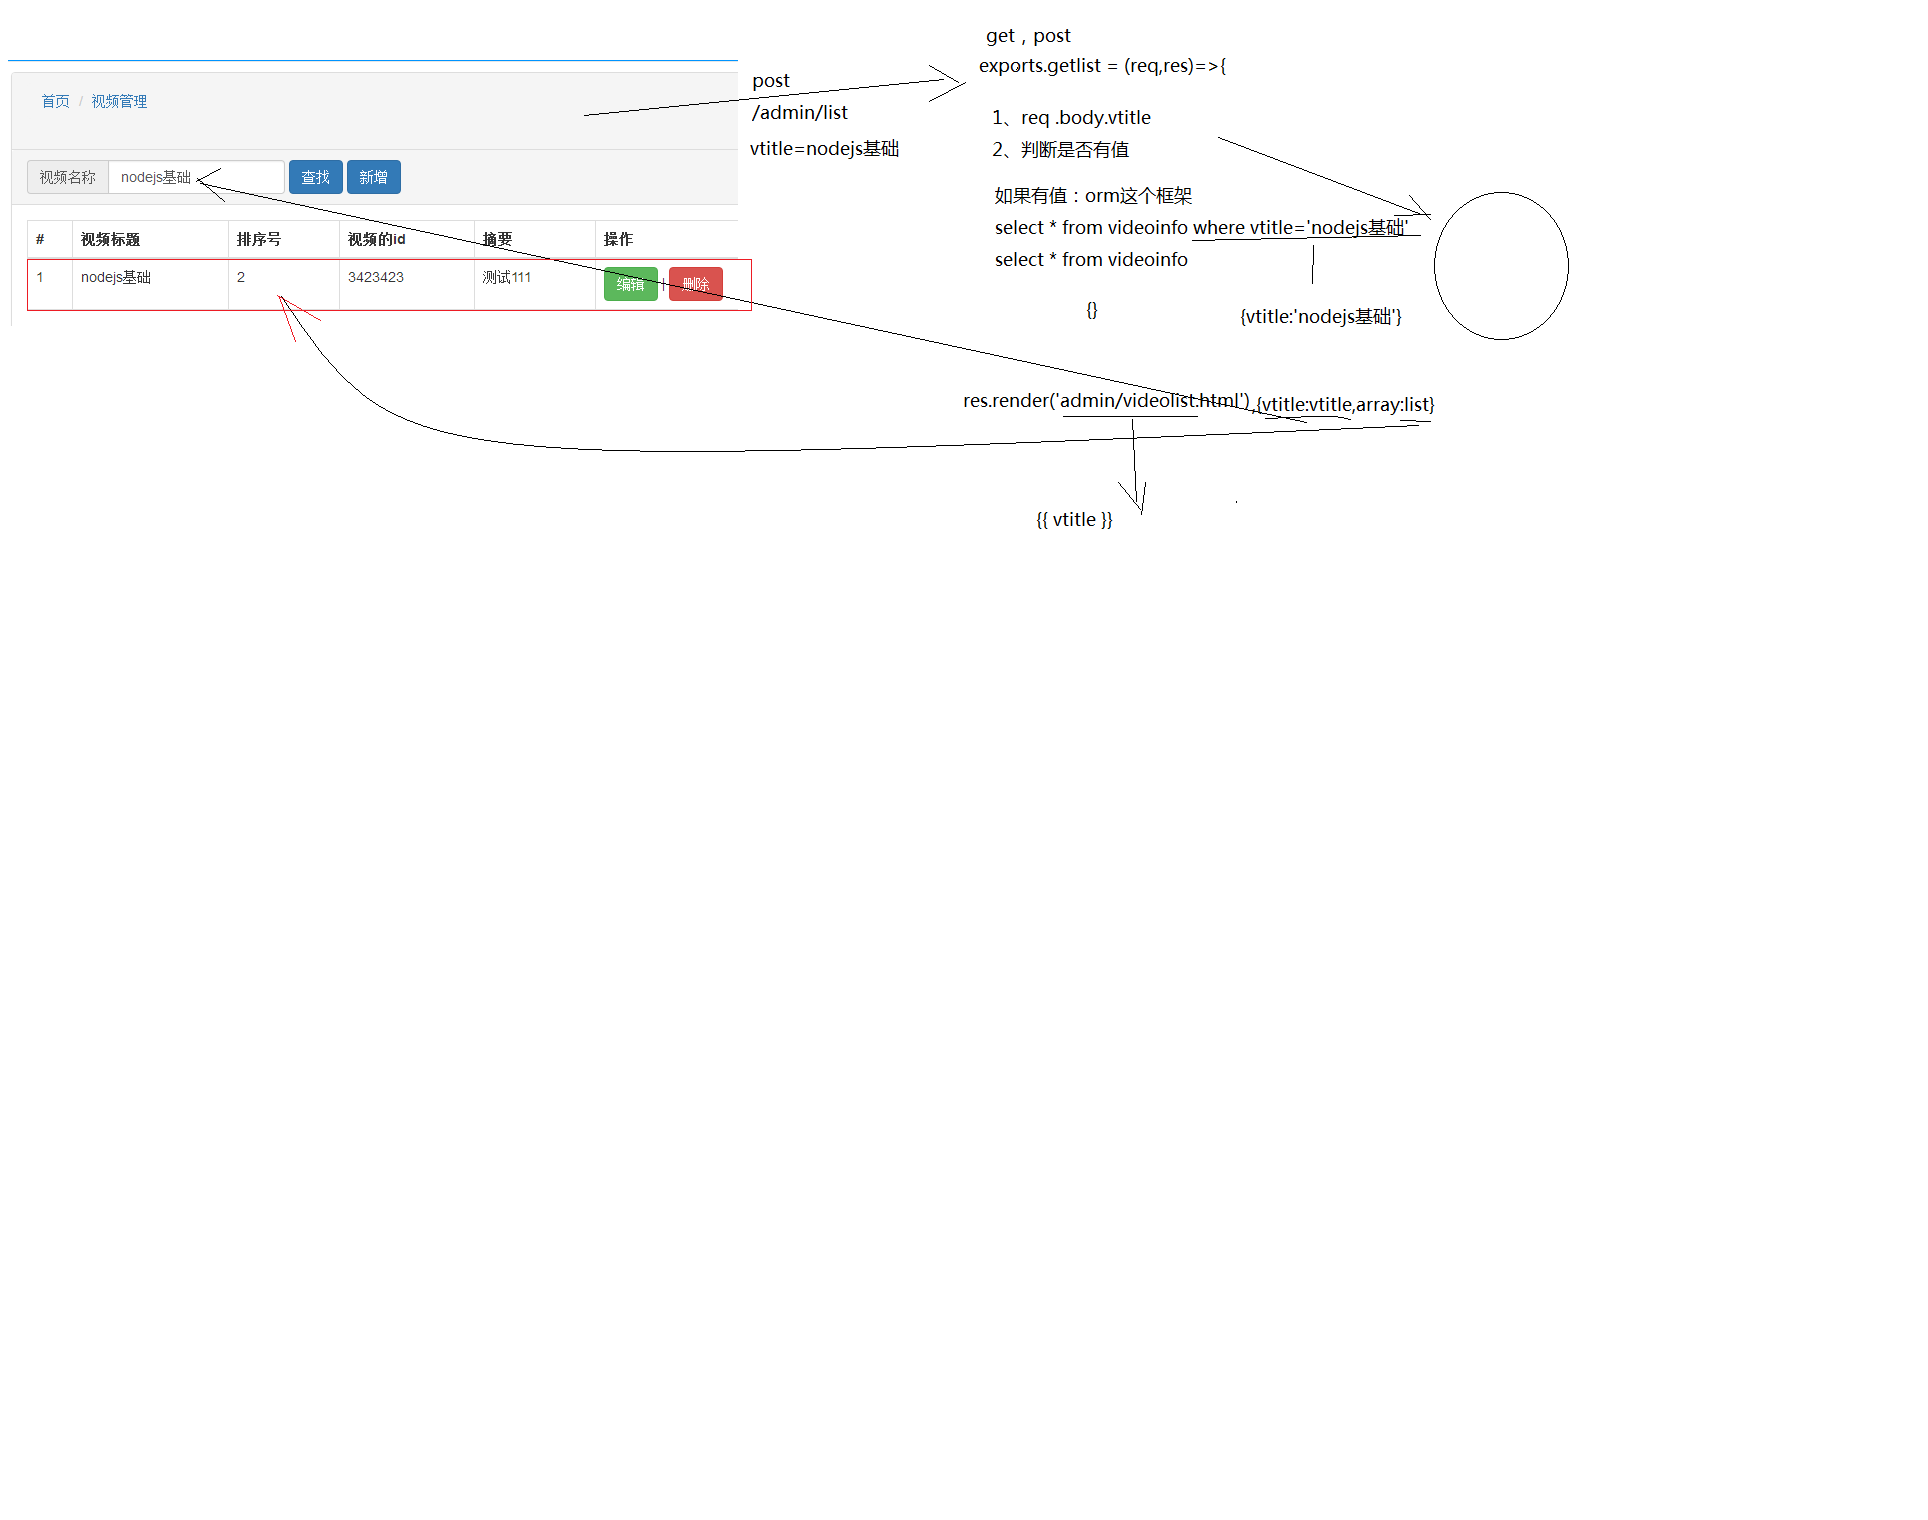 首页 / 视频管理
视频名称 nodejs基础 查找 新增
# 视频标题 排序号 视频的id 摘要 操作
1 nodejs基础 2 3423423 测试111 编辑 | 删除
post
/admin/list
vtitle=nodejs基础
get，post
exports.getlist = (req,res)=>{
1、req .body.vtitle
2、判断是否有值
如果有值：orm这个框架
select * from videoinfo where vtitle='nodejs基础'
select * from videoinfo
{} {vtitle:'nodejs基础'}
res.render('admin/videolist.html'),{vtitle:vtitle,array:list}
{{ vtitle }}